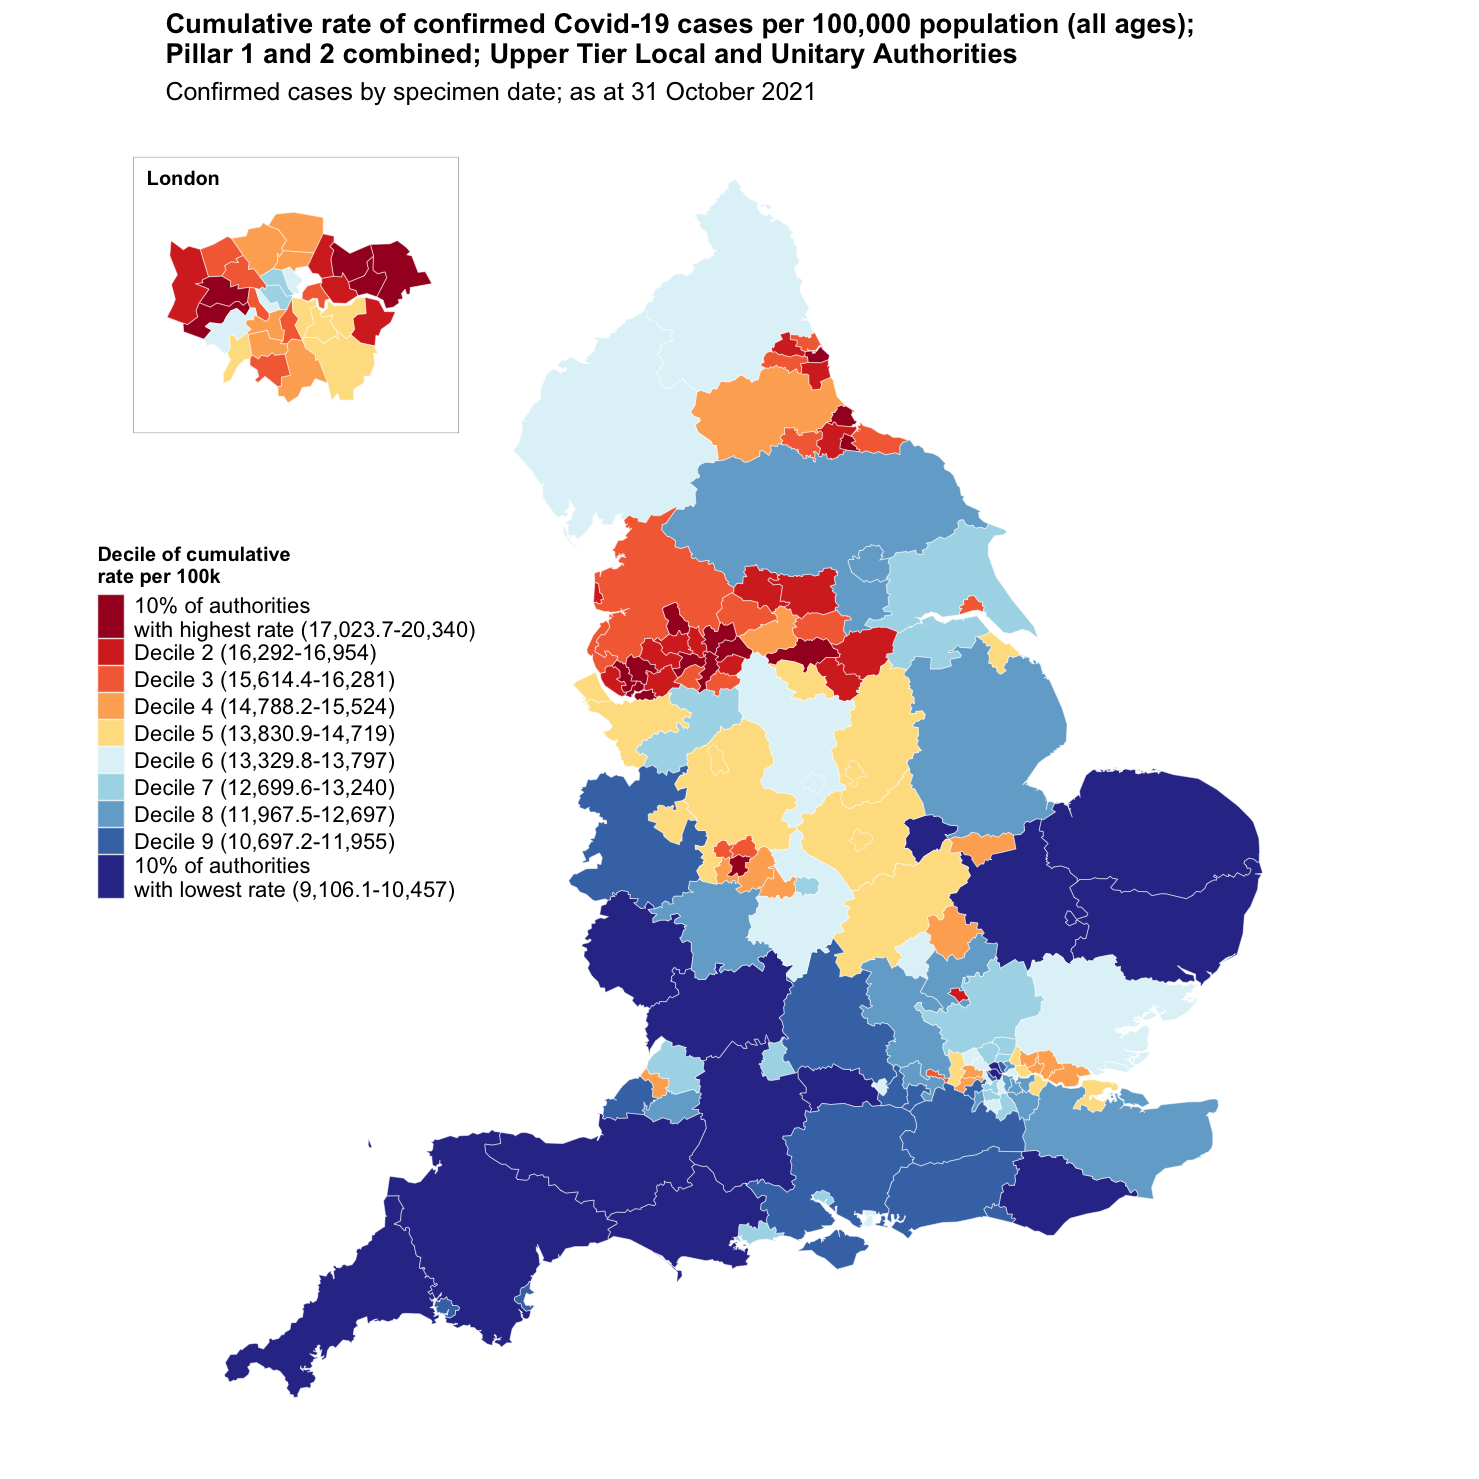 Cumulative rate of confirmed Covid-19 cases per 100,000 population (all ages);
Pillar 1 and 2 combined; Upper Tier Local and Unitary Authorities
Confirmed cases by specimen date; as at 31 October 2021
London
Decile of cumulative
rate per 100k
10% of authorities
with highest rate (17,023.7-20,340)
Decile 2 (16,292-16,954)
Decile 3 (15,614.4-16,281)
Decile 4 (14,788.2-15,524)
Decile 5 (13,830.9-14,719)
Decile 6 (13,329.8-13,797)
Decile 7 (12,699.6-13,240)
Decile 8 (11,967.5-12,697)
Decile 9 (10,697.2-11,955)
10% of authorities
with lowest rate (9,106.1-10,457)